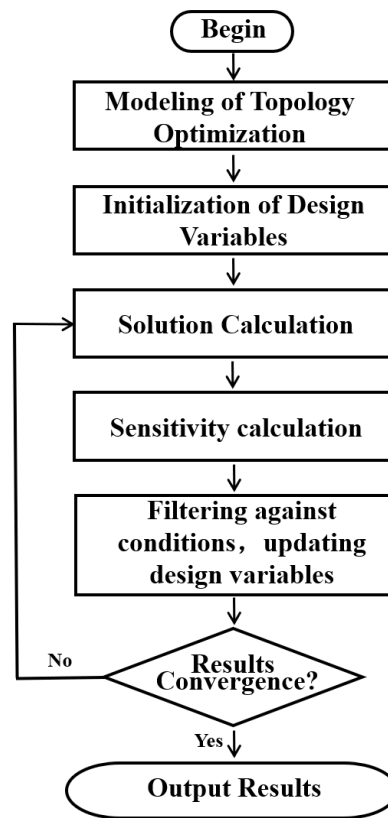 Begin
Modeling of Topology
Optimization
Initialization of Design
Variables
Solution Calculation
Sensitivity calculation
Filtering against
conditions，updating
design variables
Results
Convergence?
No
Yes
Output Results